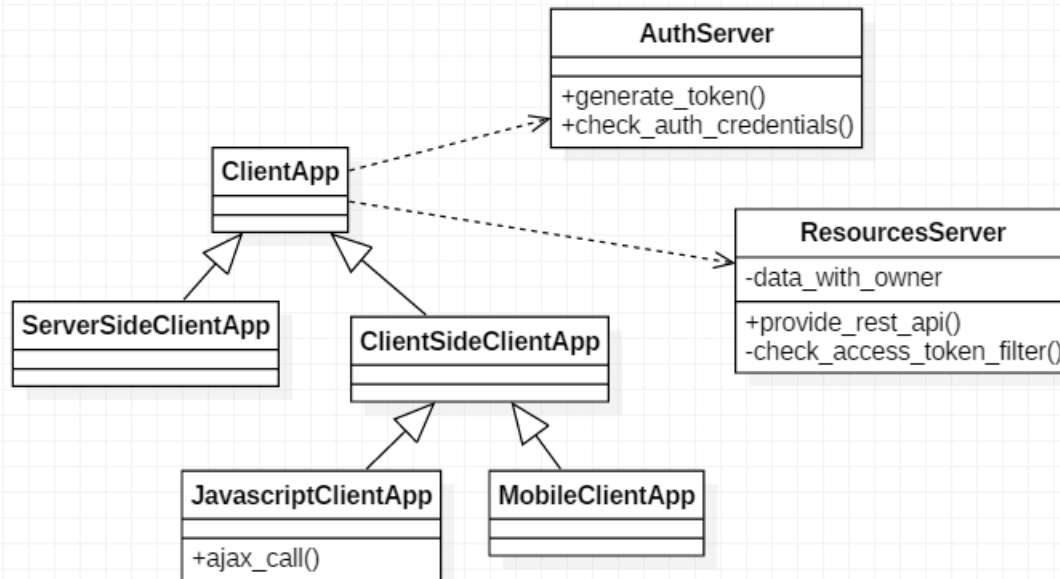 AuthServer
+generate_token()
+check_auth_credentials()
ClientApp
ResourcesServer
-data_with_owner
+provide_rest_api()
-check_access_token_filter()
ServerSideClientApp
ClientSideClientApp
JavascriptClientApp
+ajax_call()
MobileClientApp